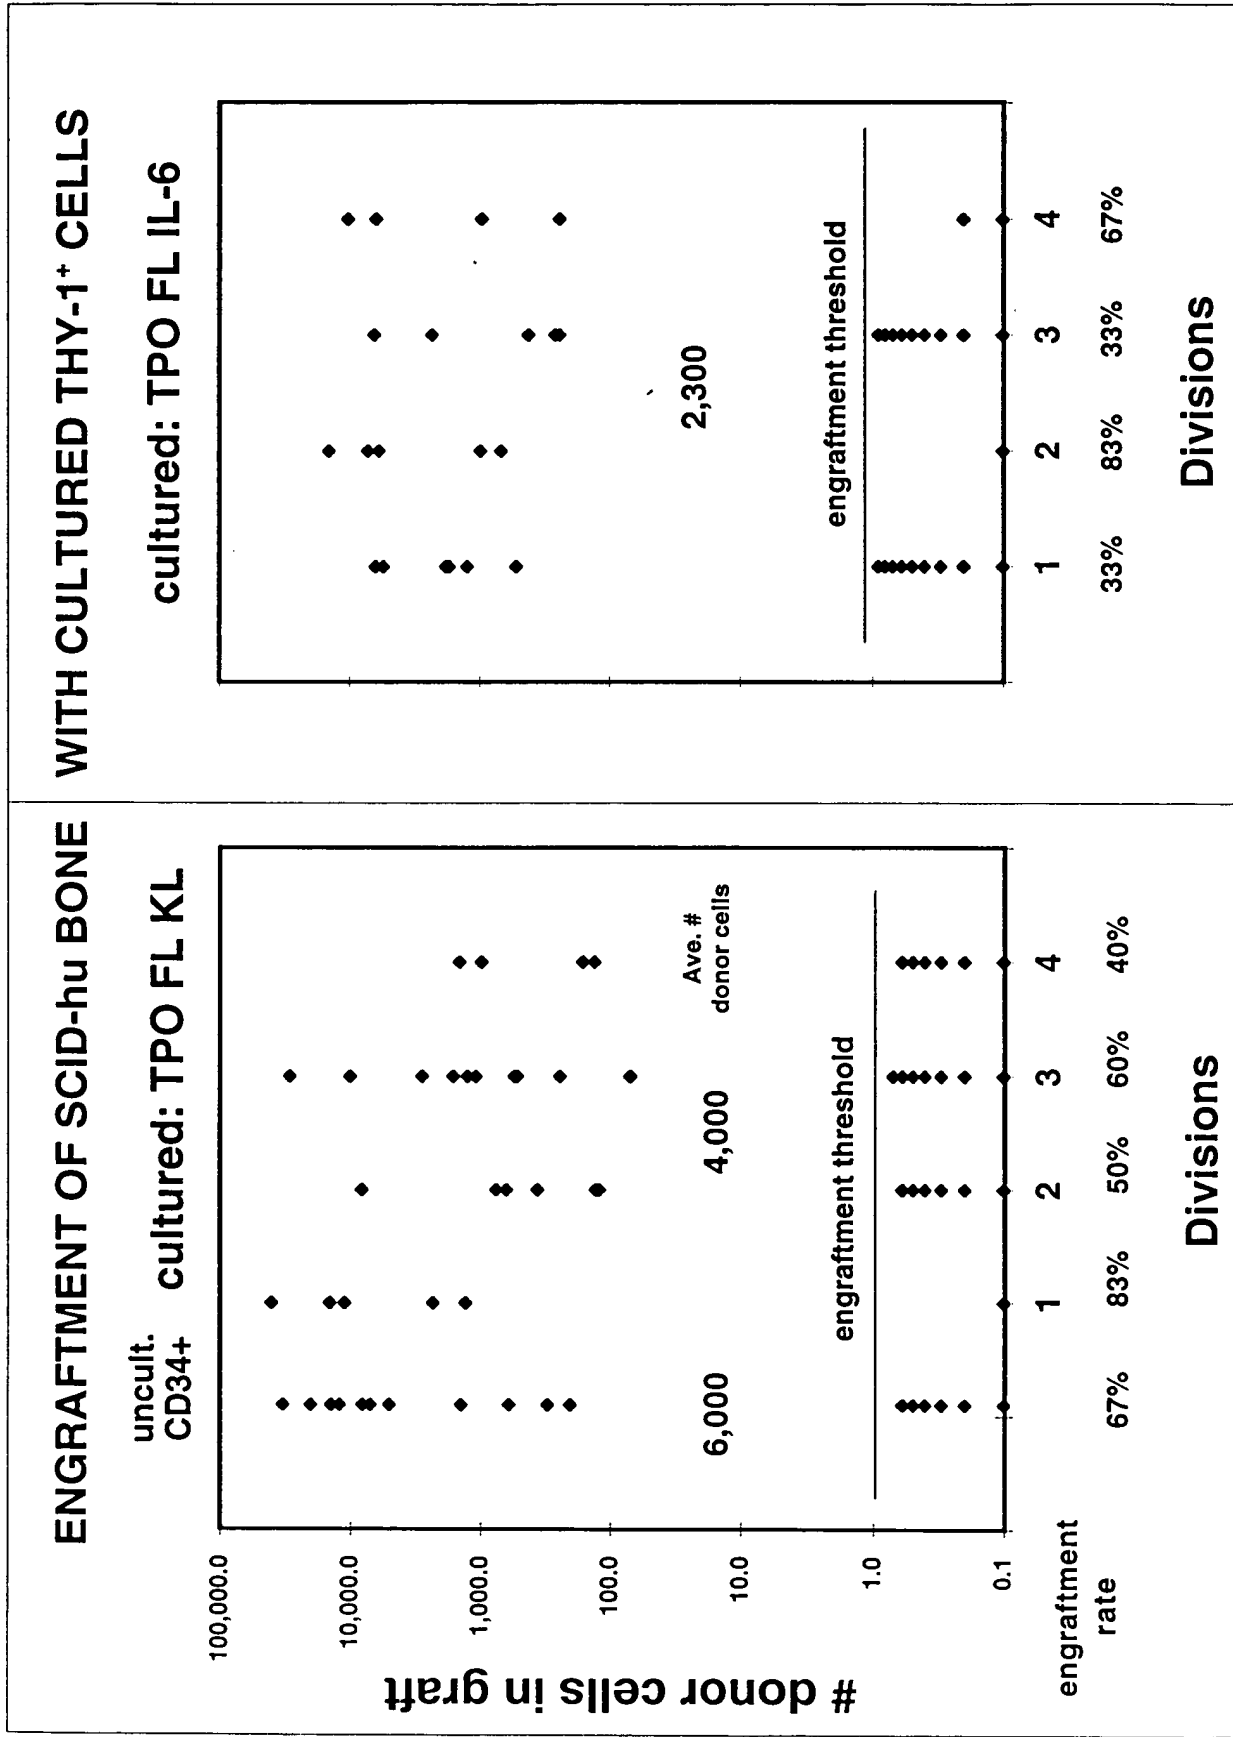 ENGRAFTMENT OF SCID-hu BONE WITH CULTURED THY-1+ CELLS
uncult.
CD34+
cultured: TPO FL KL
cultured: TPO FL IL-6
# donor cells in graft
100,000.0
10,000.0
1,000.0
100.0
10.0
1.0
0.1
6,000
4,000
Ave. #
donor cells
2,300
engraftment threshold
engraftment threshold
1 2 3 4
1 2 3 4
engraftment
rate
67% 83% 50% 60% 40%
33% 83% 33% 67%
Divisions
Divisions